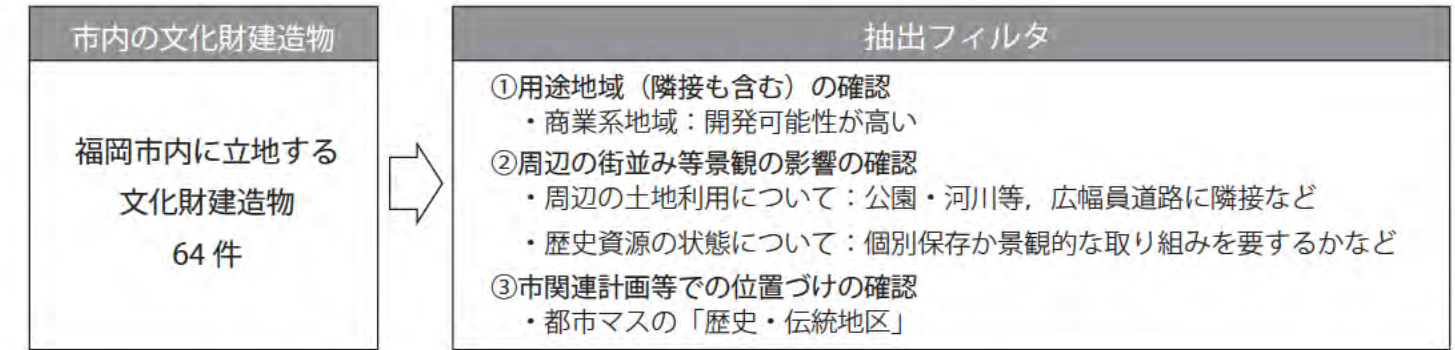 市内の文化財建造物
福岡市内に立地する
文化財建造物
64 件
抽出フィルタ
①用途地域（隣接も含む）の確認
・商業系地域：開発可能性が高い
②周辺の街並み等景観の影響の確認
・周辺の土地利用について：公園・河川等，広幅員道路に隣接など
・歴史資源の状態について：個別保存か景観的な取り組みを要するかなど
③市関連計画等での位置づけの確認
・都市マスの「歴史・伝統地区」